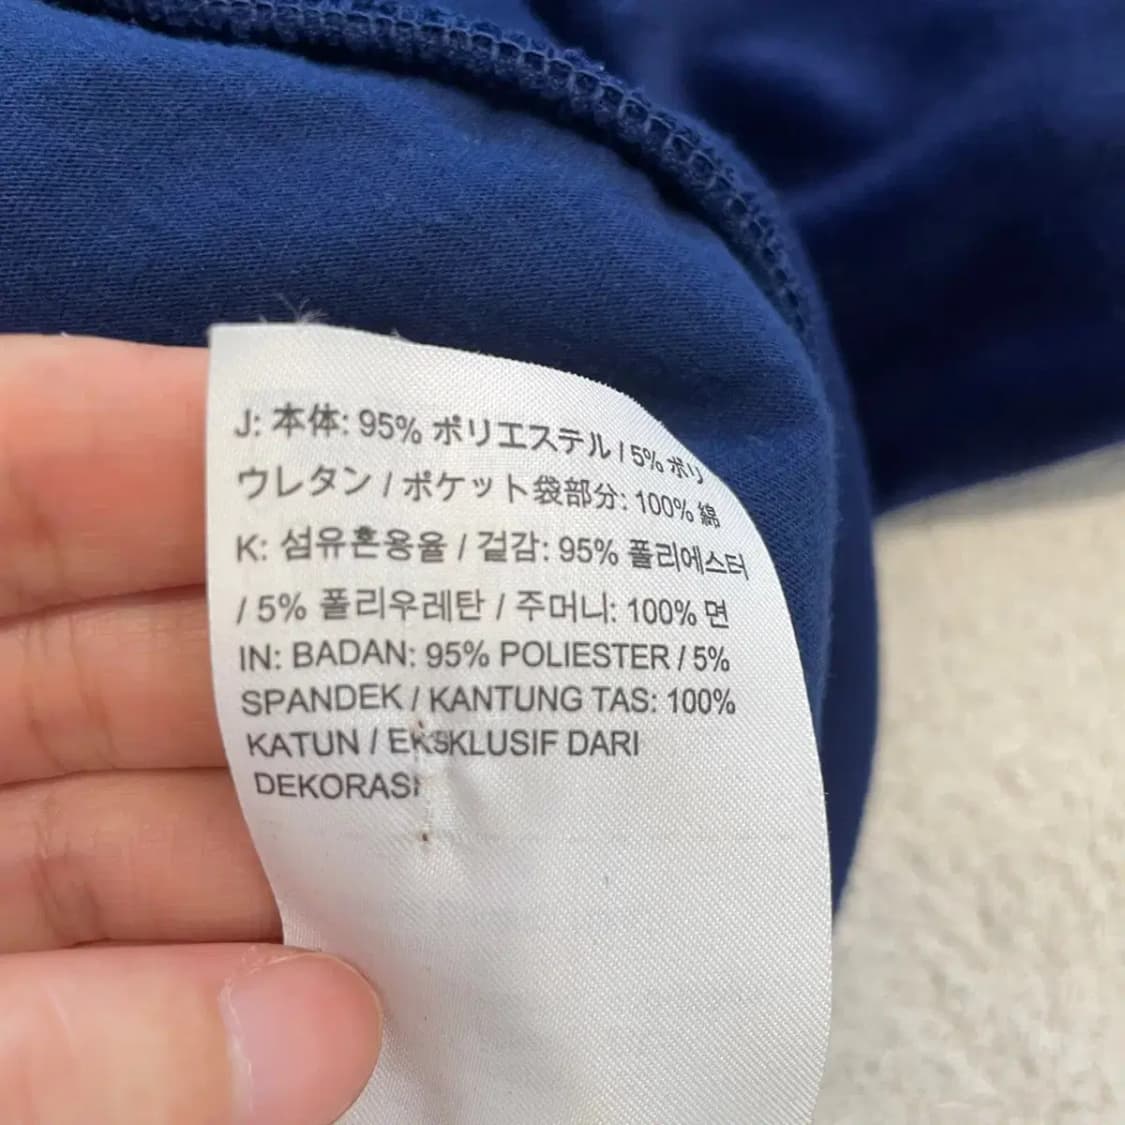 J: 本体: 95% ポリエステル / 5% ポリ
ウレタン / ポケット袋部分: 100% 綿
K: 섬유혼용율 / 겉감: 95% 폴리에스터
/ 5% 폴리우레탄 / 주머니: 100% 면
IN: BADAN: 95% POLIESTER / 5%
SPANDEK / KANTUNG TAS: 100%
KATUN / EKSKLUSIF DARI
DEKORASI